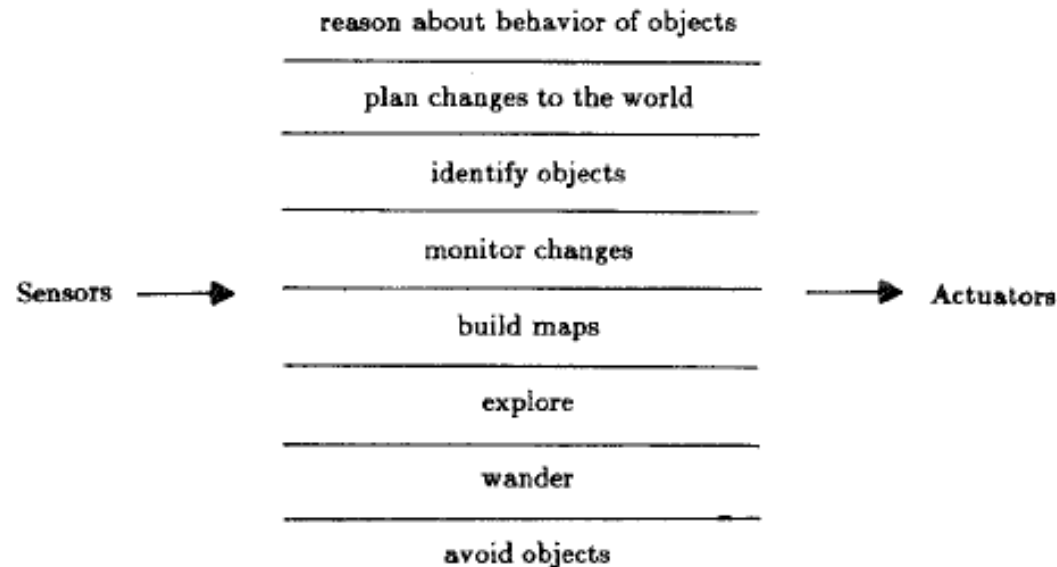 reason about behavior of objects
plan changes to the world
identify objects
monitor changes
Sensors
Actuators
build maps
explore
wander
avoid objects